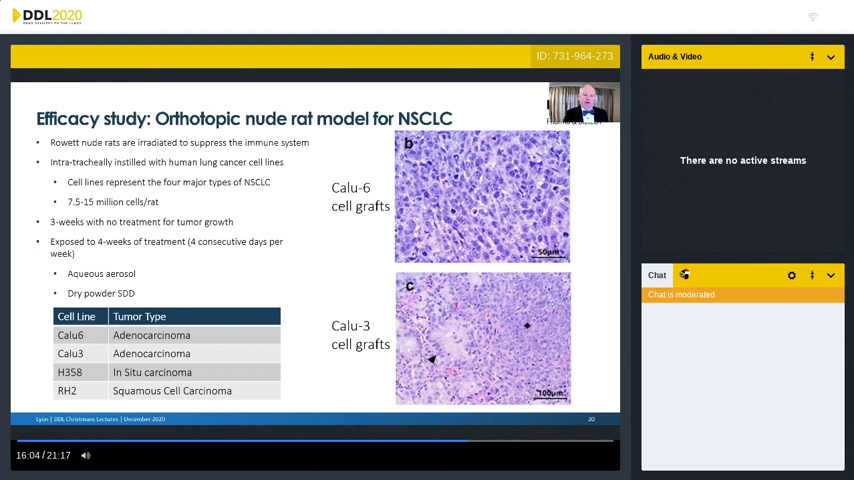 DDL2020
DRUG DELIVERY TO THE LUNGS
ID: 731-964-273
Audio & Video
Efficacy study: Orthotopic nude rat model for NSCLC
• Rowett nude rats are irradiated to suppress the immune system
• Intra-tracheally instilled with human lung cancer cell lines
• Cell lines represent the four major types of NSCLC
• 7.5-15 million cells/rat
• 3-weeks with no treatment for tumor growth
• Exposed to 4-weeks of treatment (4 consecutive days per
week)
• Aqueous aerosol
• Dry powder SDD
Cell Line Tumor Type
Calu6 Adenocarcinoma
Calu3 Adenocarcinoma
H358 In Situ carcinoma
RH2 Squamous Cell Carcinoma
Calu-6
cell grafts
b
50µm
Calu-3
cell grafts
c
100µm
Lyon | DDL Christmas Lectures | December 2020
20
16:04 / 21:17
There are no active streams
Chat
Chat is moderated